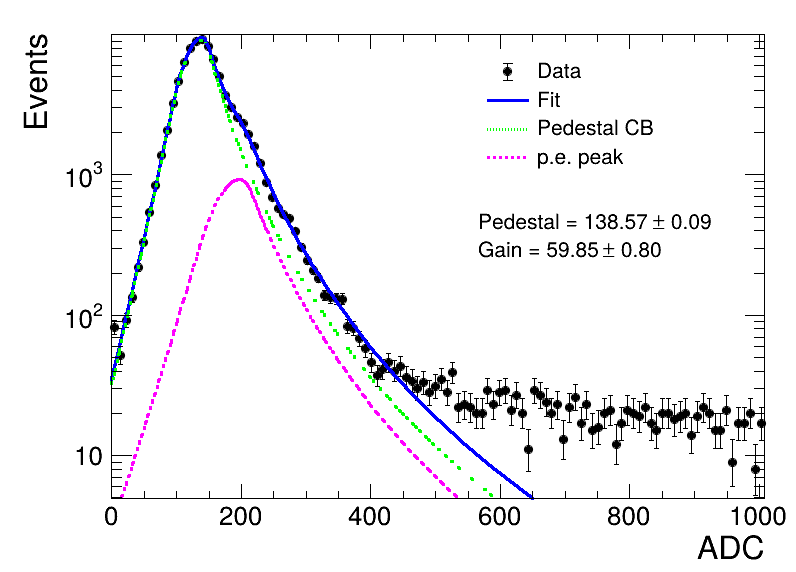 Events
10³
10²
10
Data
Fit
Pedestal CB
p.e. peak
Pedestal = 138.57 ± 0.09
Gain = 59.85 ± 0.80
0 200 400 600 800 1000
ADC